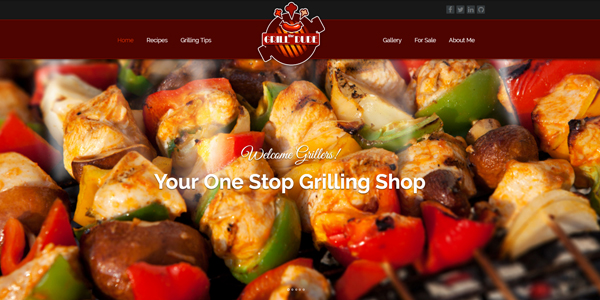 Home
Recipes
Grilling Tips
GRILL DUDE
Gallery
For Sale
About Me
Welcome Grillers!
Your One Stop Grilling Shop